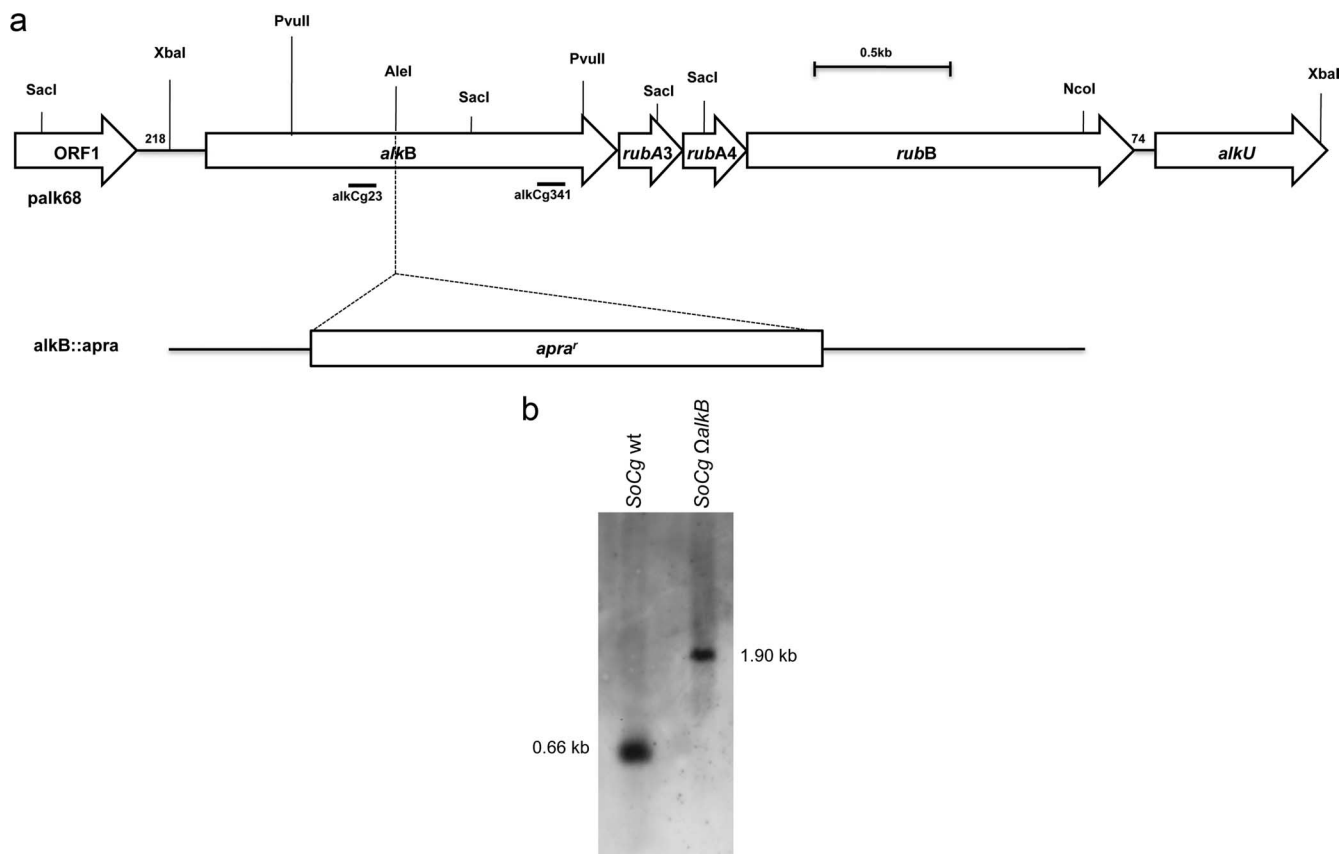 a
PvuII
XbaI
AleI
SacI
SacI
PvuII
SacI
SacI
0.5kb
NcoI
XbaI
ORF1
218
alkB
rubA3
rubA4
rubB
74
alkU
palk68
alkCg23
alkCg341
alkB::apra
apraʳ
b
SoCg wt
SoCg ΩalkB
1.90 kb
0.66 kb